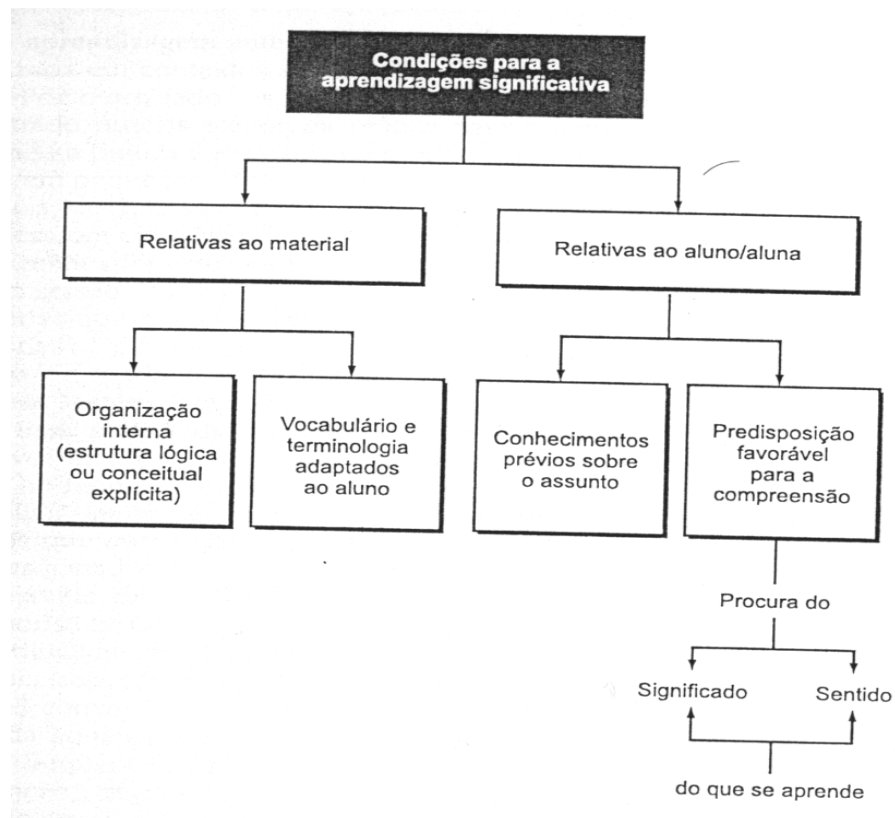 Condições para a
aprendizagem significativa
Relativas ao material
Relativas ao aluno/aluna
Organização
interna
(estrutura lógica
ou conceitual
explícita)
Vocabulário e
terminologia
adaptados
ao aluno
Conhecimentos
prévios sobre
o assunto
Predisposição
favorável
para a
compreensão
Procura do
Significado
Sentido
do que se aprende